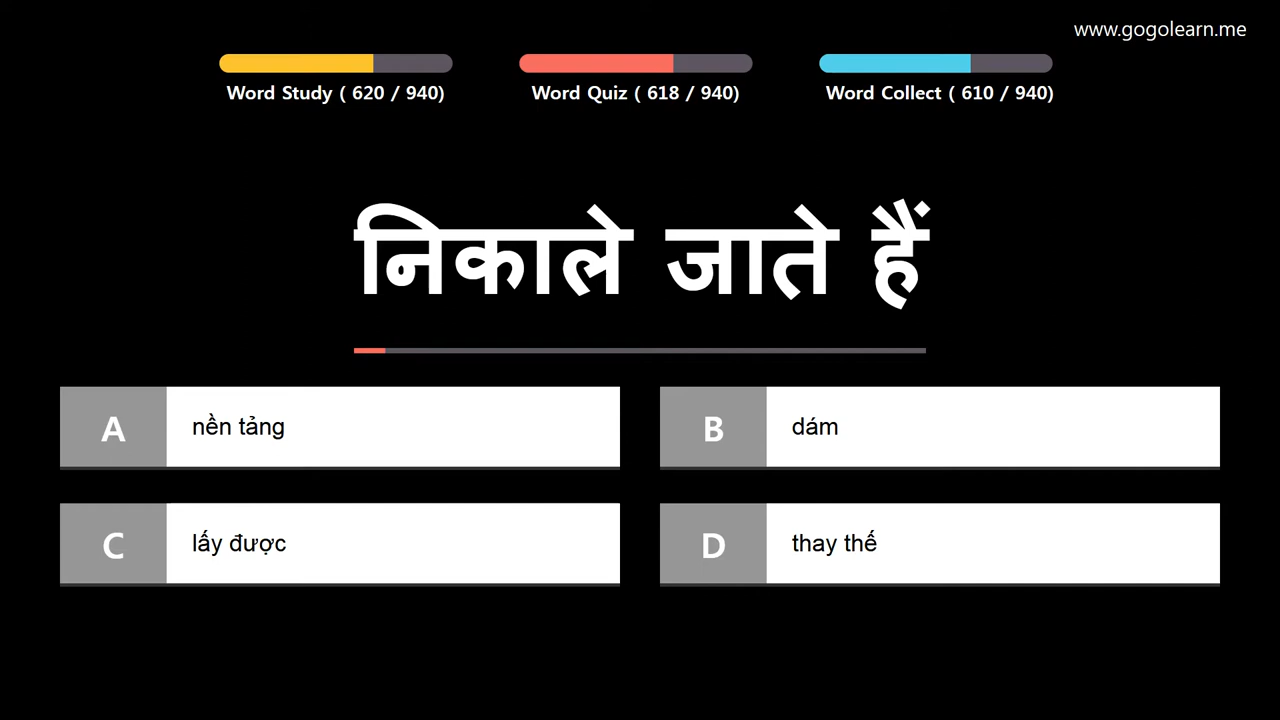 www.gogolearn.me
Word Study ( 620 / 940)
Word Quiz ( 618 / 940)
Word Collect ( 610 / 940)
निकाले जाते हैं
A
nền tảng
B
dám
C
lấy được
D
thay thế